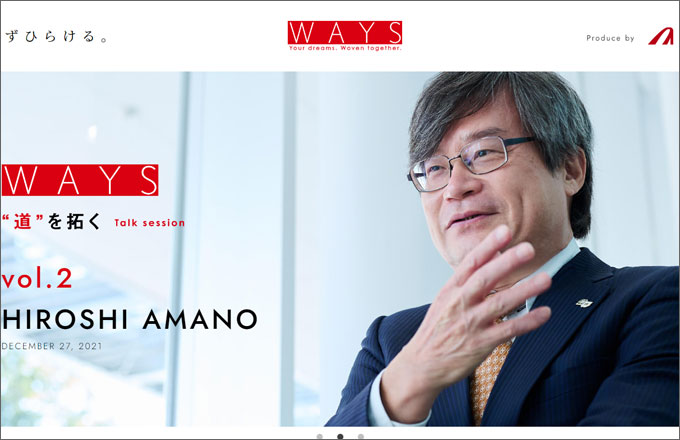 ずひらける。
WAYS
Your dreams. Woven together.
Produce by
WAYS
“道”を拓く Talk session
vol.2
HIROSHI AMANO
DECEMBER 27, 2021